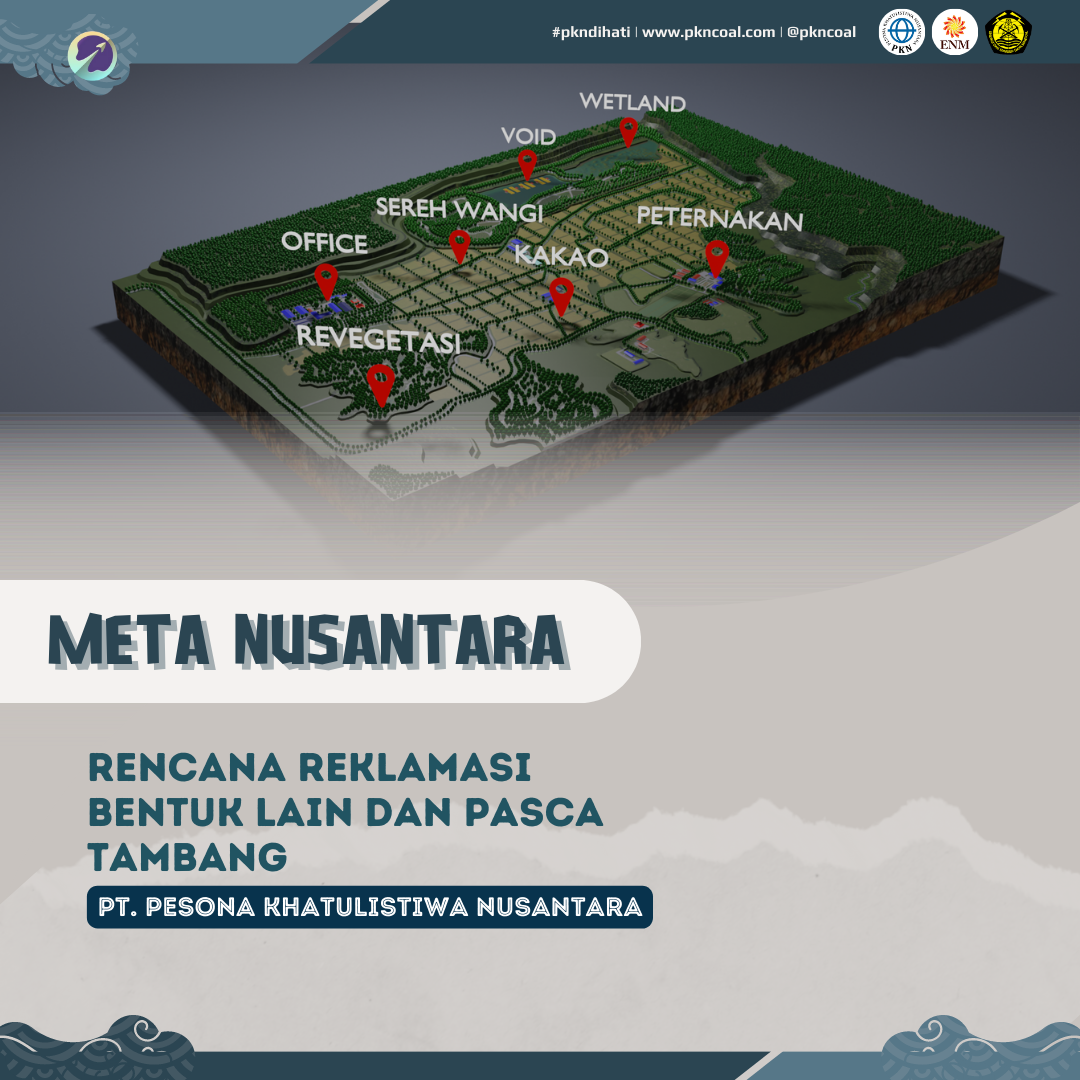 #pkndihati | www.pkncoal.com | @pkncoal
PKN
ENM
WETLAND
VOID
SEREH WANGI
PETERNAKAN
OFFICE
KAKAO
REVEGETASI
META NUSANTARA
RENCANA REKLAMASI
BENTUK LAIN DAN PASCA
TAMBANG
PT. PESONA KHATULISTIWA NUSANTARA